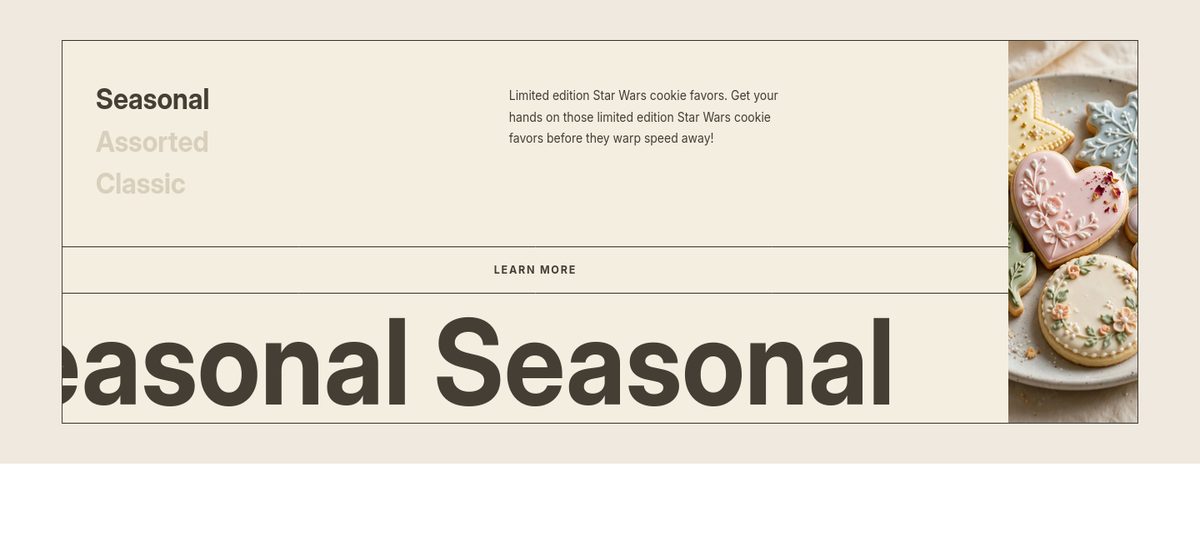 Seasonal
Assorted
Classic
Limited edition Star Wars cookie favors. Get your
hands on those limited edition Star Wars cookie
favors before they warp speed away!
LEARN MORE
easonal Seasonal